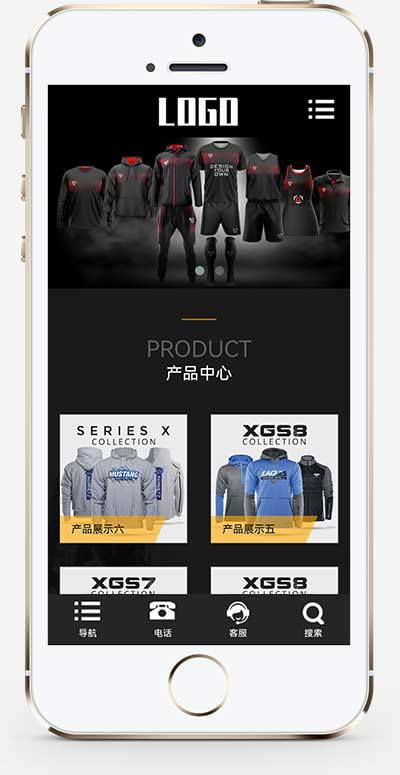 LOGO
DESIGN
YOUR
OWN
PRODUCT
产品中心
SERIES X
COLLECTION
MUSTANG
产品展示六
XGS8
COLLECTION
EAGLE
产品展示五
XGS7
COLLECTION
XGS8
COLLECTION
导航
电话
客服
搜索